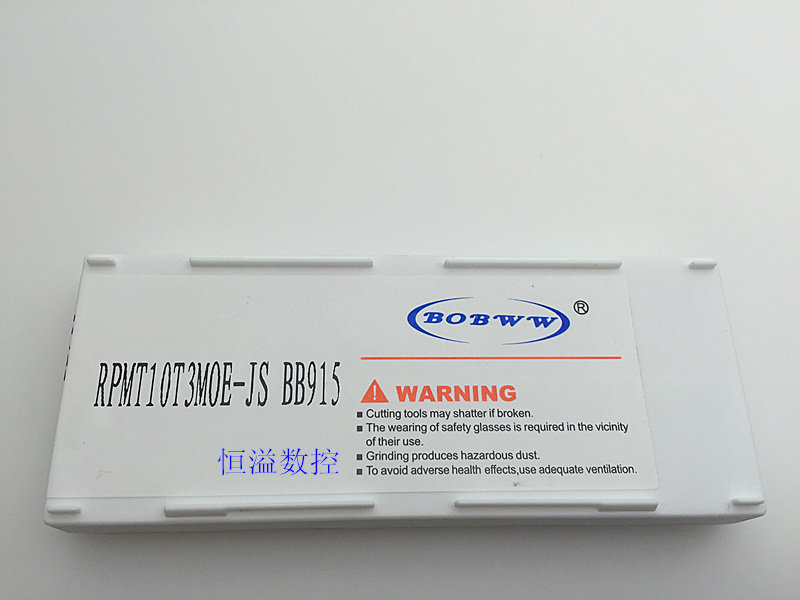 BOBWW®
RPMT10T3MOE-JS BB915
WARNING
Cutting tools may shatter if broken.
The wearing of safety glasses is required in the vicinity
of their use.
Grinding produces hazardous dust.
To avoid adverse health effects,use adequate ventilation.
恒溢数控